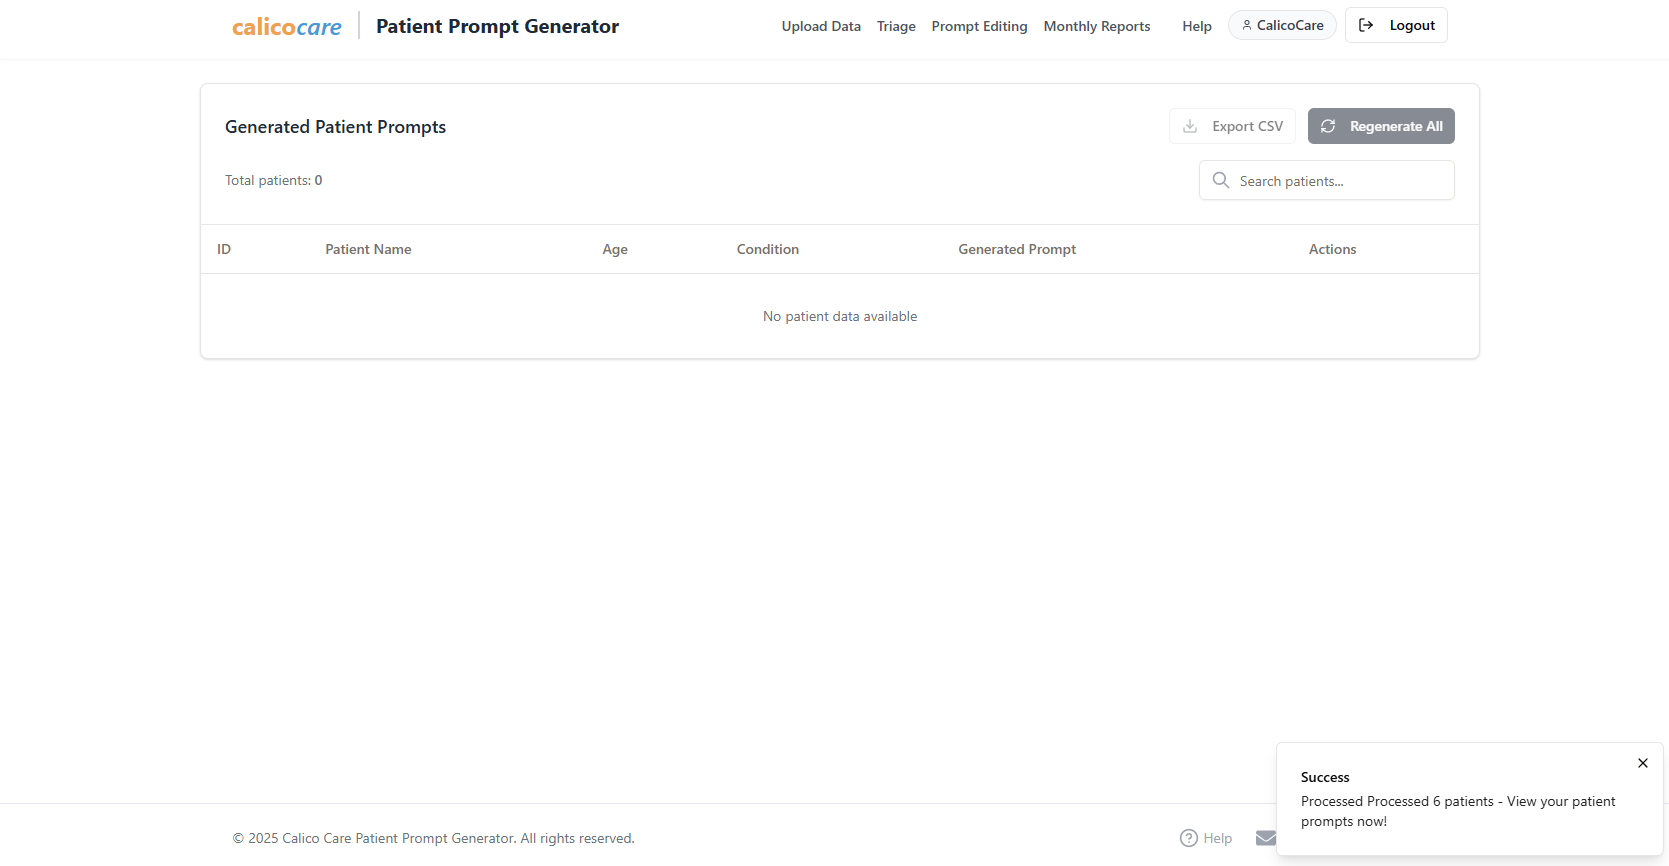 calicocare
Patient Prompt Generator
Upload Data
Triage
Prompt Editing
Monthly Reports
Help
CalicoCare
Logout
Generated Patient Prompts
Export CSV
Regenerate All
Total patients: 0
Search patients...
ID
Patient Name
Age
Condition
Generated Prompt
Actions
No patient data available
Success
Processed Processed 6 patients - View your patient
prompts now!
© 2025 Calico Care Patient Prompt Generator. All rights reserved.
Help